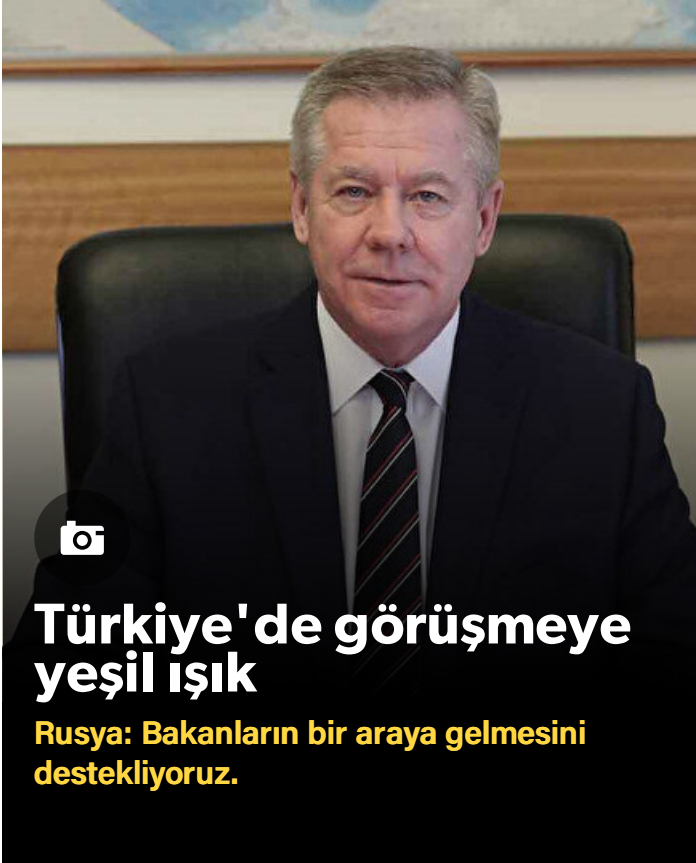 Türkiye'de görüşmeye
yeşil ışık
Rusya: Bakanların bir araya gelmesini
destekliyoruz.